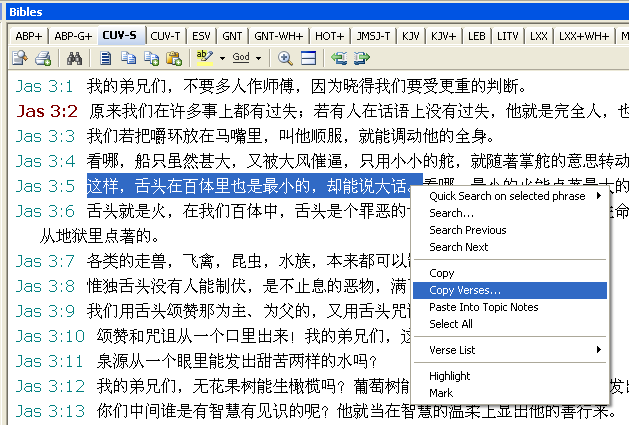 Bibles
ABP+ ABP-G+ CUV-S CUV-T ESV GNT GNT-WH+ HOT+ JMSJ-T KJV KJV+ LEB LITV LXX LXX+WH+ M
ab God
Jas 3:1 我的弟兄们，不要多人作师傅，因为晓得我们要受更重的判断。
Jas 3:2 原来我们在许多事上都有过失；若有人在话语上没有过失，他就是完全人，也
Jas 3:3 我们若把嚼环放在马嘴里，叫他顺服，就能调动他的全身。
Jas 3:4 看哪，船只虽然甚大，又被大风催逼，只用小小的舵，就随著掌舵的意思转动
Jas 3:5 这样，舌头在百体里也是最小的，却能说大话。看哪，最小的火能点著最大的
Jas 3:6 舌头就是火，在我们百体中，舌头是个罪恶的
生命
从地狱里点著的。
Jas 3:7 各类的走兽，飞禽，昆虫，水族，本来都可以
Jas 3:8 惟独舌头没有人能制伏，是不止息的恶物，满
Jas 3:9 我们用舌头颂赞那为主、为父的，又用舌头咒
Jas 3:10 颂赞和咒诅从一个口里出来！我的弟兄们，这
Jas 3:11 泉源从一个眼里能发出甜苦两样的水吗？
Jas 3:12 我的弟兄们，无花果树能生橄榄吗？葡萄树能
发出
Jas 3:13 你们中间谁是有智慧有见识的呢？他就当在智慧的温柔上显出他的善行来。
Quick Search on selected phrase
Search...
Search Previous
Search Next
Copy
Copy Verses...
Paste Into Topic Notes
Select All
Verse List
Highlight
Mark